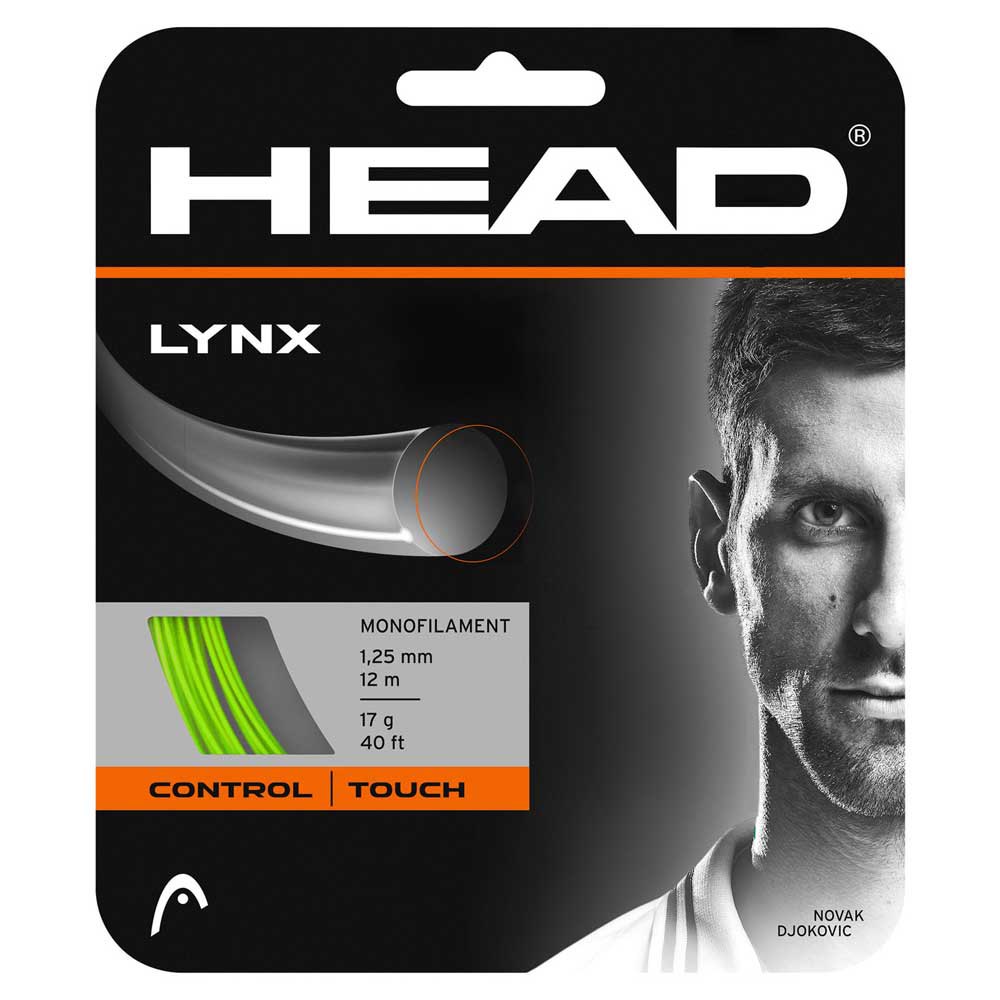 HEAD®
LYNX
MONOFILAMENT
1,25 mm
12 m
17 g
40 ft
CONTROL | TOUCH
NOVAK
DJOKOVIC